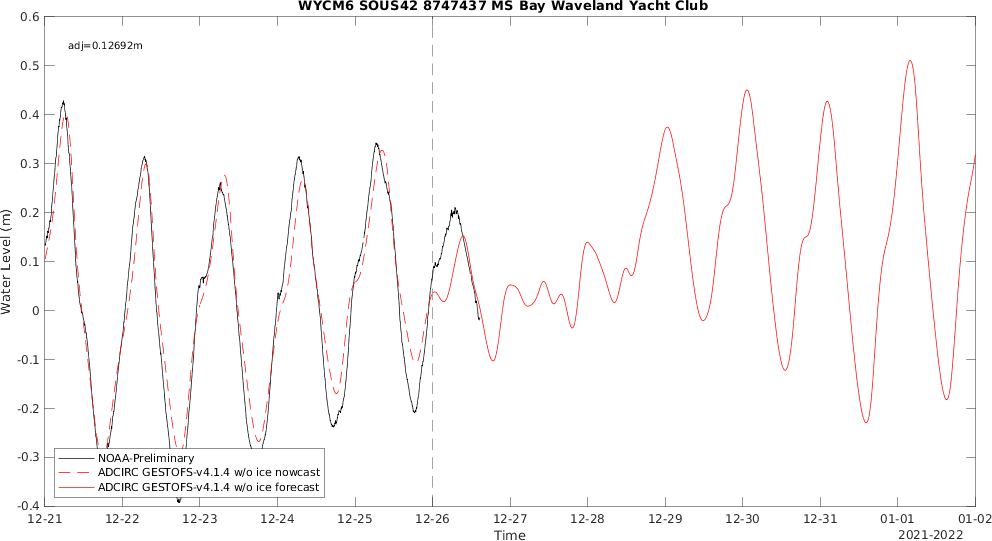 WYCM6 SOUS42 8747437 MS Bay Waveland Yacht Club
adj=0.12692m
0.6
0.5
0.4
0.3
0.2
0.1
0
-0.1
-0.2
-0.3
-0.4
Water Level (m)
NOAA-Preliminary
ADCIRC GESTOFS-v4.1.4 w/o ice nowcast
ADCIRC GESTOFS-v4.1.4 w/o ice forecast
12-21 12-22 12-23 12-24 12-25 12-26 12-27 12-28 12-29 12-30 12-31 01-01 01-02
Time
2021-2022